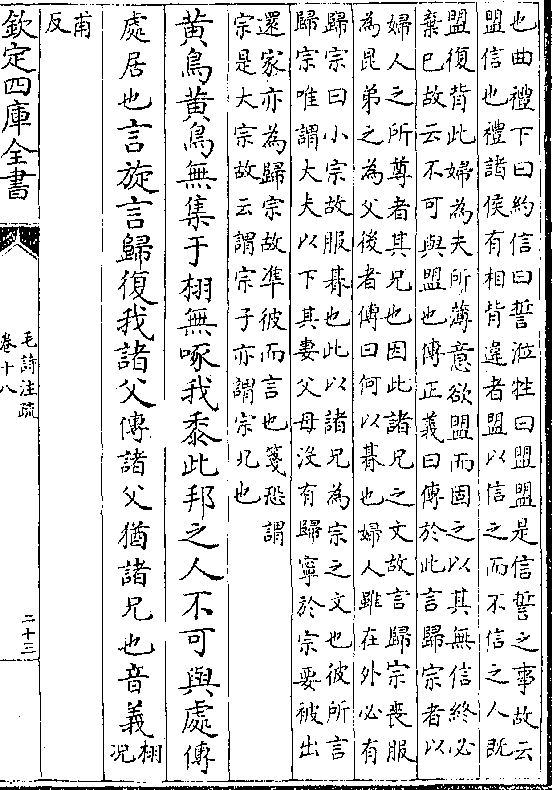 也曲禮下曰約信曰誓涖牲曰盟盟是信誓之事故云
盟信也禮諸侯有相背違者盟以信之而不信之人既
盟復背此婦為夫所薄意欲盟而固之以其無信終必
棄已故云不可與盟也傳正義曰傳於此言歸宗者以
婦人之所尊者其兄也因此諸兄之文故言歸宗喪服
為昆弟之為父後者傳曰何以朞也婦人雖在外必有
歸宗曰小宗故服朞也此以諸兄為宗之文也彼所言
歸宗唯謂大夫以下其妻父母沒有歸寧於宗要被出
還家亦為歸宗故準彼而言也箋恐謂
宗是大宗故云謂宗子亦謂宗兄也
黃鳥黃鳥無集于栩無啄我黍此邦之人不可與處傳
處居也言旋言歸復我諸父傳諸父猶諸兄也音義栩況
甫反
欽定四庫全書
毛詩注疏
卷十八
二十三